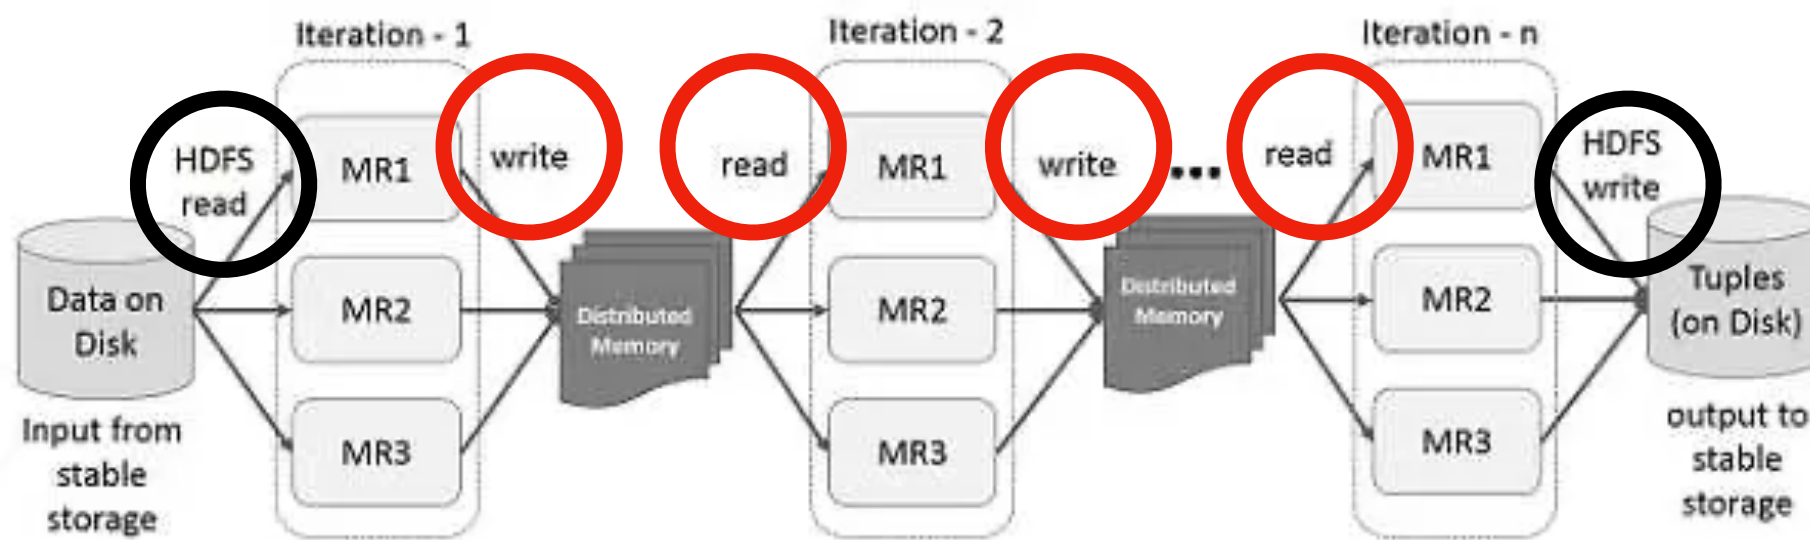 Iteration - 1
Iteration - 2
Iteration - n
HDFS
read
MR1
write
read
MR1
write
...
read
MR1
HDFS
write
Data on
Disk
MR2
Distributed
Memory
MR2
Distributed
Memory
MR2
Tuples
(on Disk)
Input from
stable
storage
MR3
MR3
MR3
output to
stable
storage